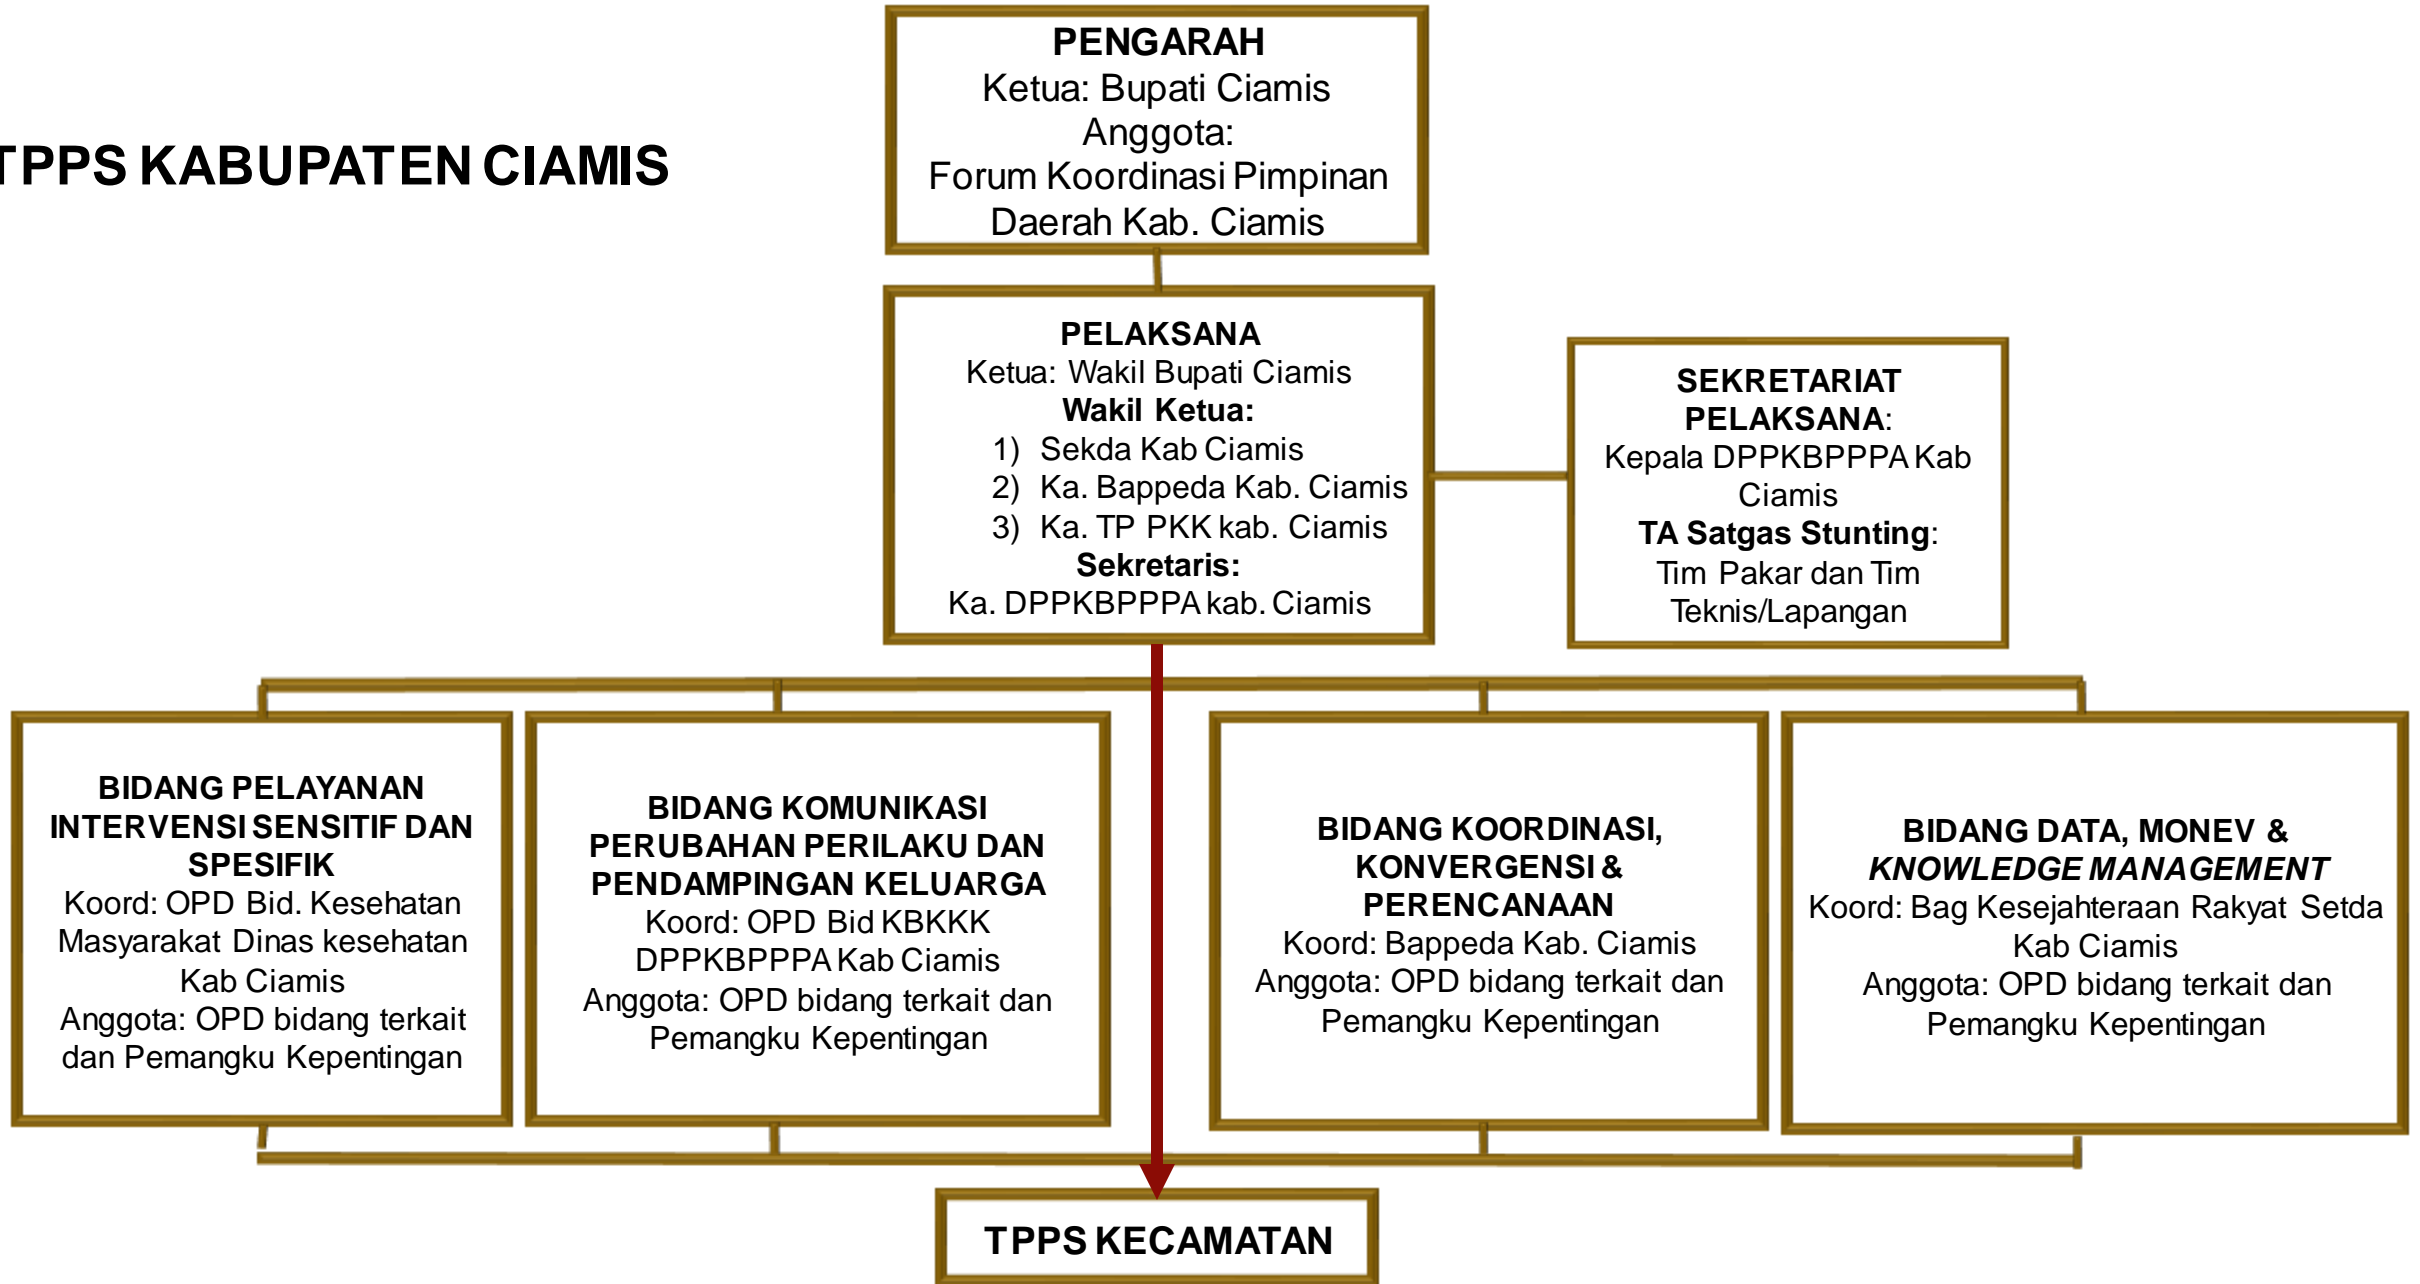 PENGARAH
Ketua: Bupati Ciamis
Anggota:
Forum Koordinasi Pimpinan
Daerah Kab. Ciamis
TPPS KABUPATEN CIAMIS
PELAKSANA
Ketua: Wakil Bupati Ciamis
Wakil Ketua:
1) Sekda Kab Ciamis
2) Ka. Bappeda Kab. Ciamis
3) Ka. TP PKK kab. Ciamis
Sekretaris:
Ka. DPPKBPPPA kab. Ciamis
SEKRETARIAT
PELAKSANA:
Kepala DPPKBPPPA Kab
Ciamis
TA Satgas Stunting:
Tim Pakar dan Tim
Teknis/Lapangan
BIDANG PELAYANAN
INTERVENSI SENSITIF DAN
SPESIFIK
Koord: OPD Bid. Kesehatan
Masyarakat Dinas kesehatan
Kab Ciamis
Anggota: OPD bidang terkait
dan Pemangku Kepentingan
BIDANG KOMUNIKASI
PERUBAHAN PERILAKU DAN
PENDAMPINGAN KELUARGA
Koord: OPD Bid KBKKK
DPPKBPPPA Kab Ciamis
Anggota: OPD bidang terkait dan
Pemangku Kepentingan
BIDANG KOORDINASI,
KONVERGENSI &
PERENCANAAN
Koord: Bappeda Kab. Ciamis
Anggota: OPD bidang terkait dan
Pemangku Kepentingan
BIDANG DATA, MONEV &
KNOWLEDGE MANAGEMENT
Koord: Bag Kesejahteraan Rakyat Setda
Kab Ciamis
Anggota: OPD bidang terkait dan
Pemangku Kepentingan
TPPS KECAMATAN